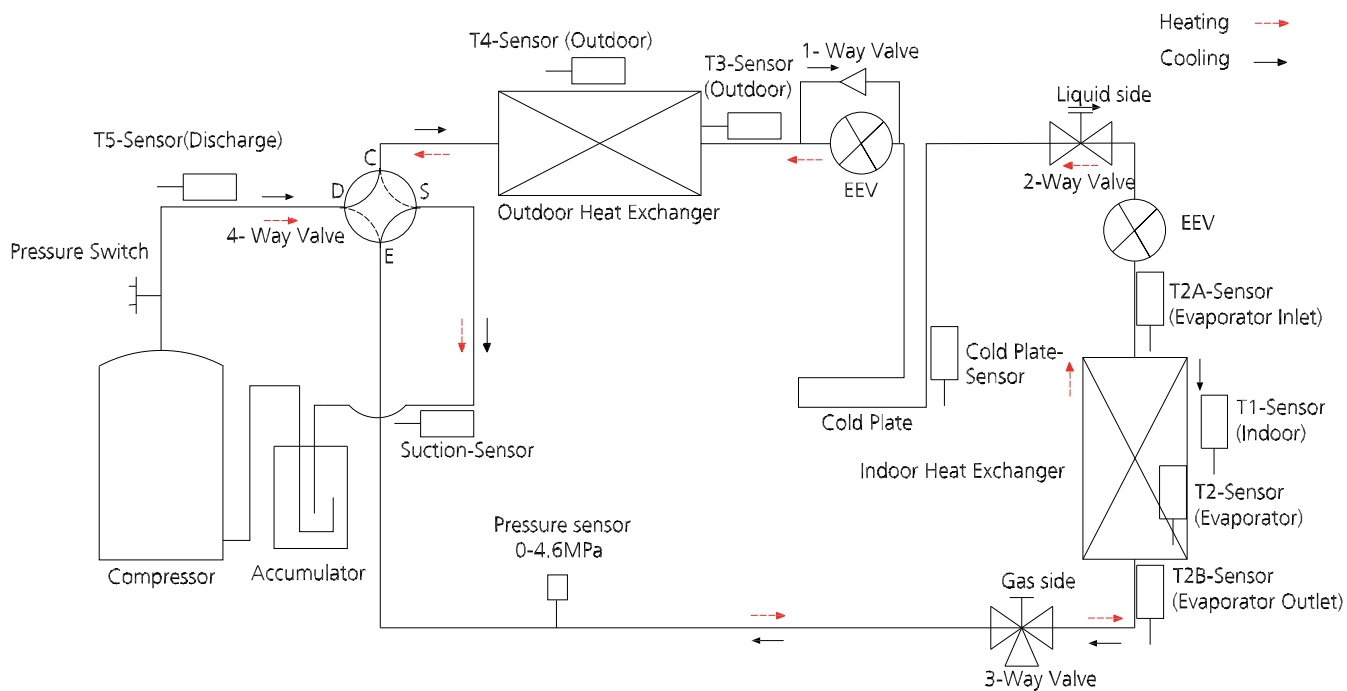 Heating
Cooling
T4-Sensor (Outdoor)
1- Way Valve
T3-Sensor
(Outdoor)
Liquid side
T5-Sensor(Discharge)
C
D
S
E
EEV
2-Way Valve
Outdoor Heat Exchanger
4- Way Valve
EEV
Pressure Switch
T2A-Sensor
(Evaporator Inlet)
Cold Plate-
Sensor
Cold Plate
T1-Sensor
(Indoor)
Suction-Sensor
Indoor Heat Exchanger
T2-Sensor
(Evaporator)
Pressure sensor
0-4.6MPa
Compressor
Accumulator
Gas side
T2B-Sensor
(Evaporator Outlet)
3-Way Valve